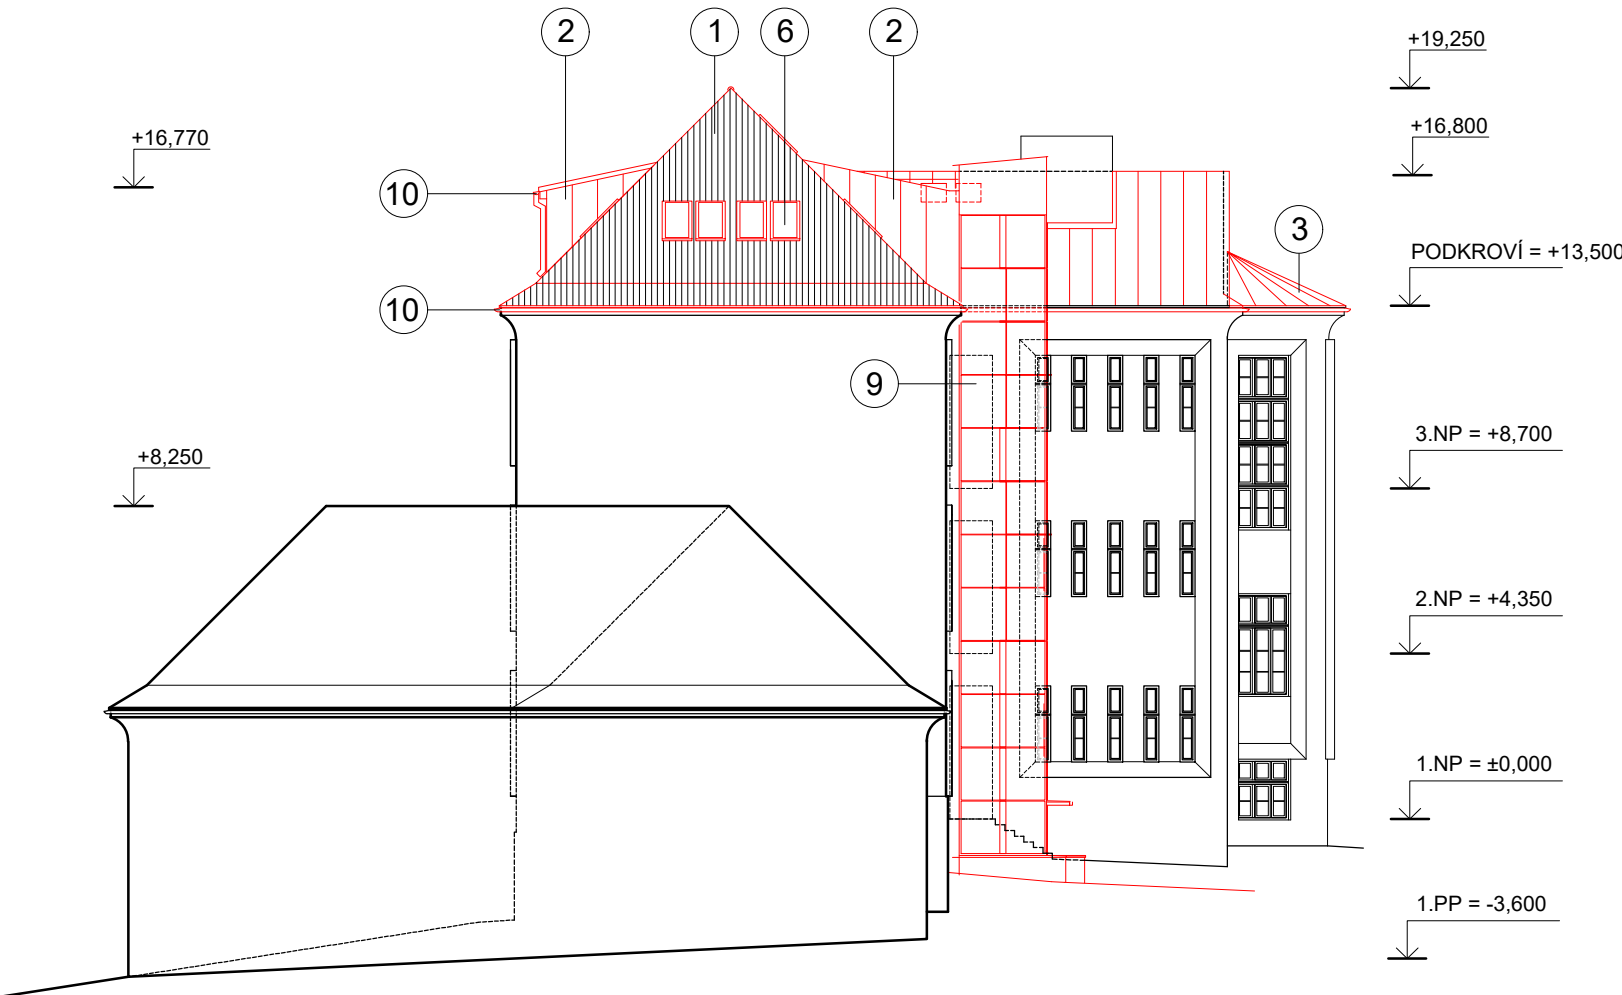 2
1
6
2
+19,250
+16,800
+16,770
10
3
PODKROVÍ = +13,500
10
9
3.NP = +8,700
+8,250
2.NP = +4,350
1.NP = ±0,000
1.PP = -3,600